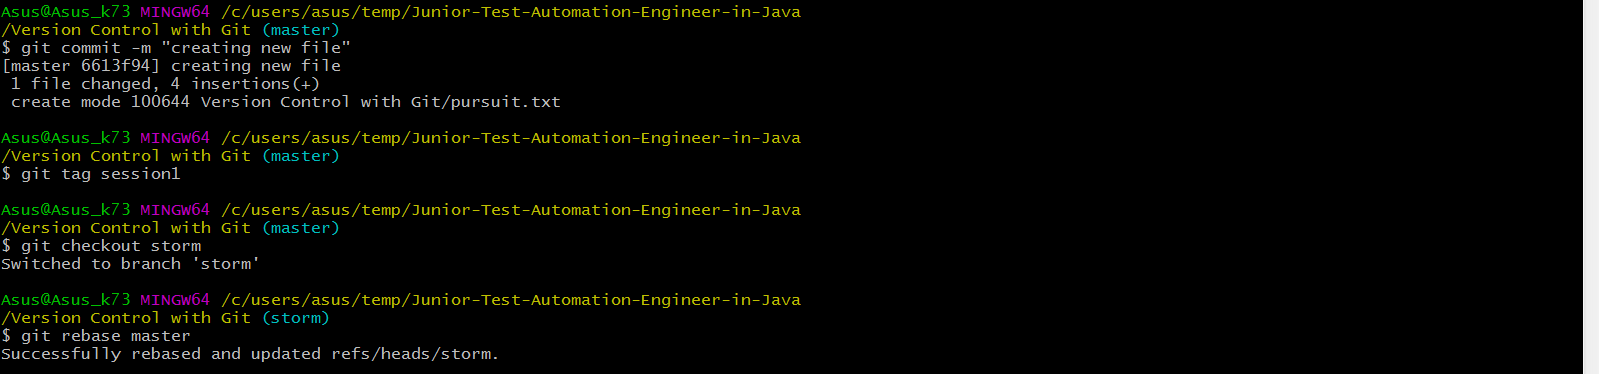 Asus@Asus_k73 MINGW64 /c/users/asus/temp/Junior-Test-Automation-Engineer-in-Java
/Version Control with Git (master)
$ git commit -m "creating new file"
[master 6613f94] creating new file
 1 file changed, 4 insertions(+)
 create mode 100644 Version Control with Git/pursuit.txt

Asus@Asus_k73 MINGW64 /c/users/asus/temp/Junior-Test-Automation-Engineer-in-Java
/Version Control with Git (master)
$ git tag session1

Asus@Asus_k73 MINGW64 /c/users/asus/temp/Junior-Test-Automation-Engineer-in-Java
/Version Control with Git (master)
$ git checkout storm
Switched to branch 'storm'

Asus@Asus_k73 MINGW64 /c/users/asus/temp/Junior-Test-Automation-Engineer-in-Java
/Version Control with Git (storm)
$ git rebase master
Successfully rebased and updated refs/heads/storm.